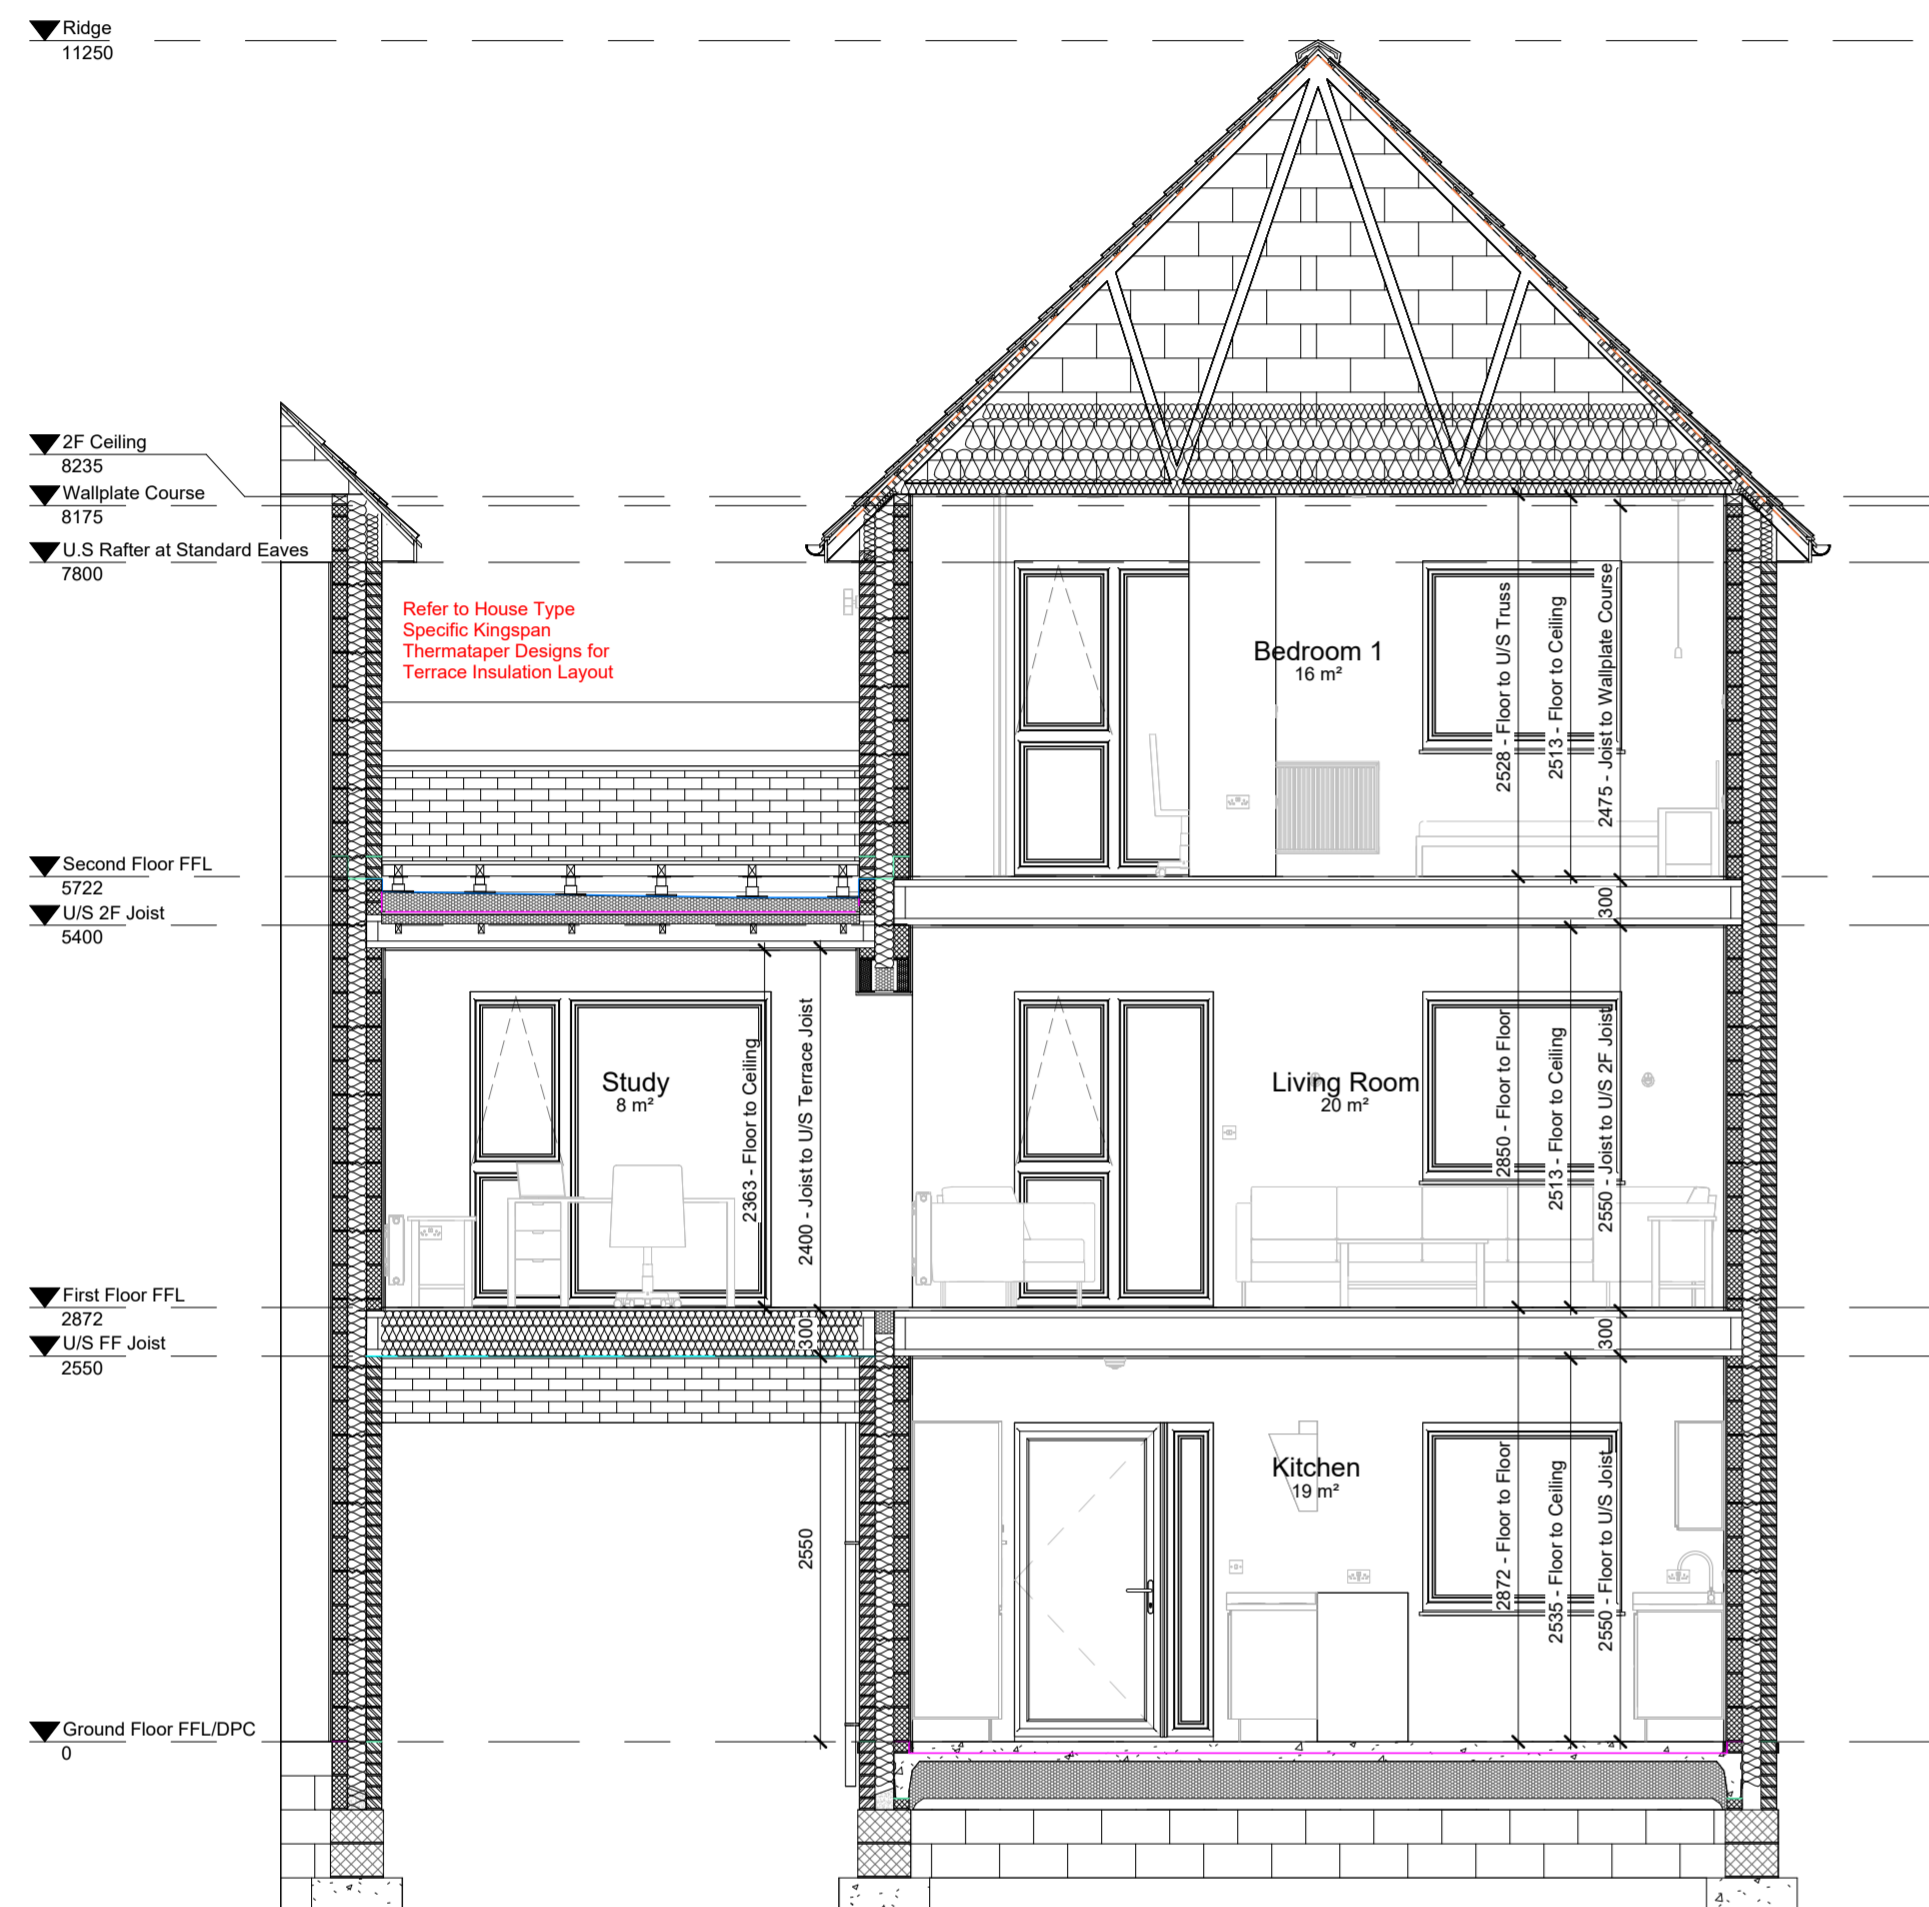 Ridge
11250
2F Ceiling
8235
Wallplate Course
8175
U.S Rafter at Standard Eaves
7800
Refer to House Type
Specific Kingspan
Thermataper Designs for
Terrace Insulation Layout
Bedroom 1
16 m²
2528 - Floor to U/S Truss
2513 - Floor to Ceiling
2475 - Joist to Wallplate Course
Second Floor FFL
5722
U/S 2F Joist
5400
300
Study
8 m²
2363 - Floor to Ceiling
2400 - Joist to U/S Terrace Joist
Living Room
20 m²
2850 - Floor to Floor
2513 - Floor to Ceiling
2550 - Joist to U/S 2F Joist
First Floor FFL
2872
U/S FF Joist
2550
300
300
Kitchen
19 m²
2550
2872 - Floor to Floor
2535 - Floor to Ceiling
2550 - Floor to U/S Joist
Ground Floor FFL/DPC
0